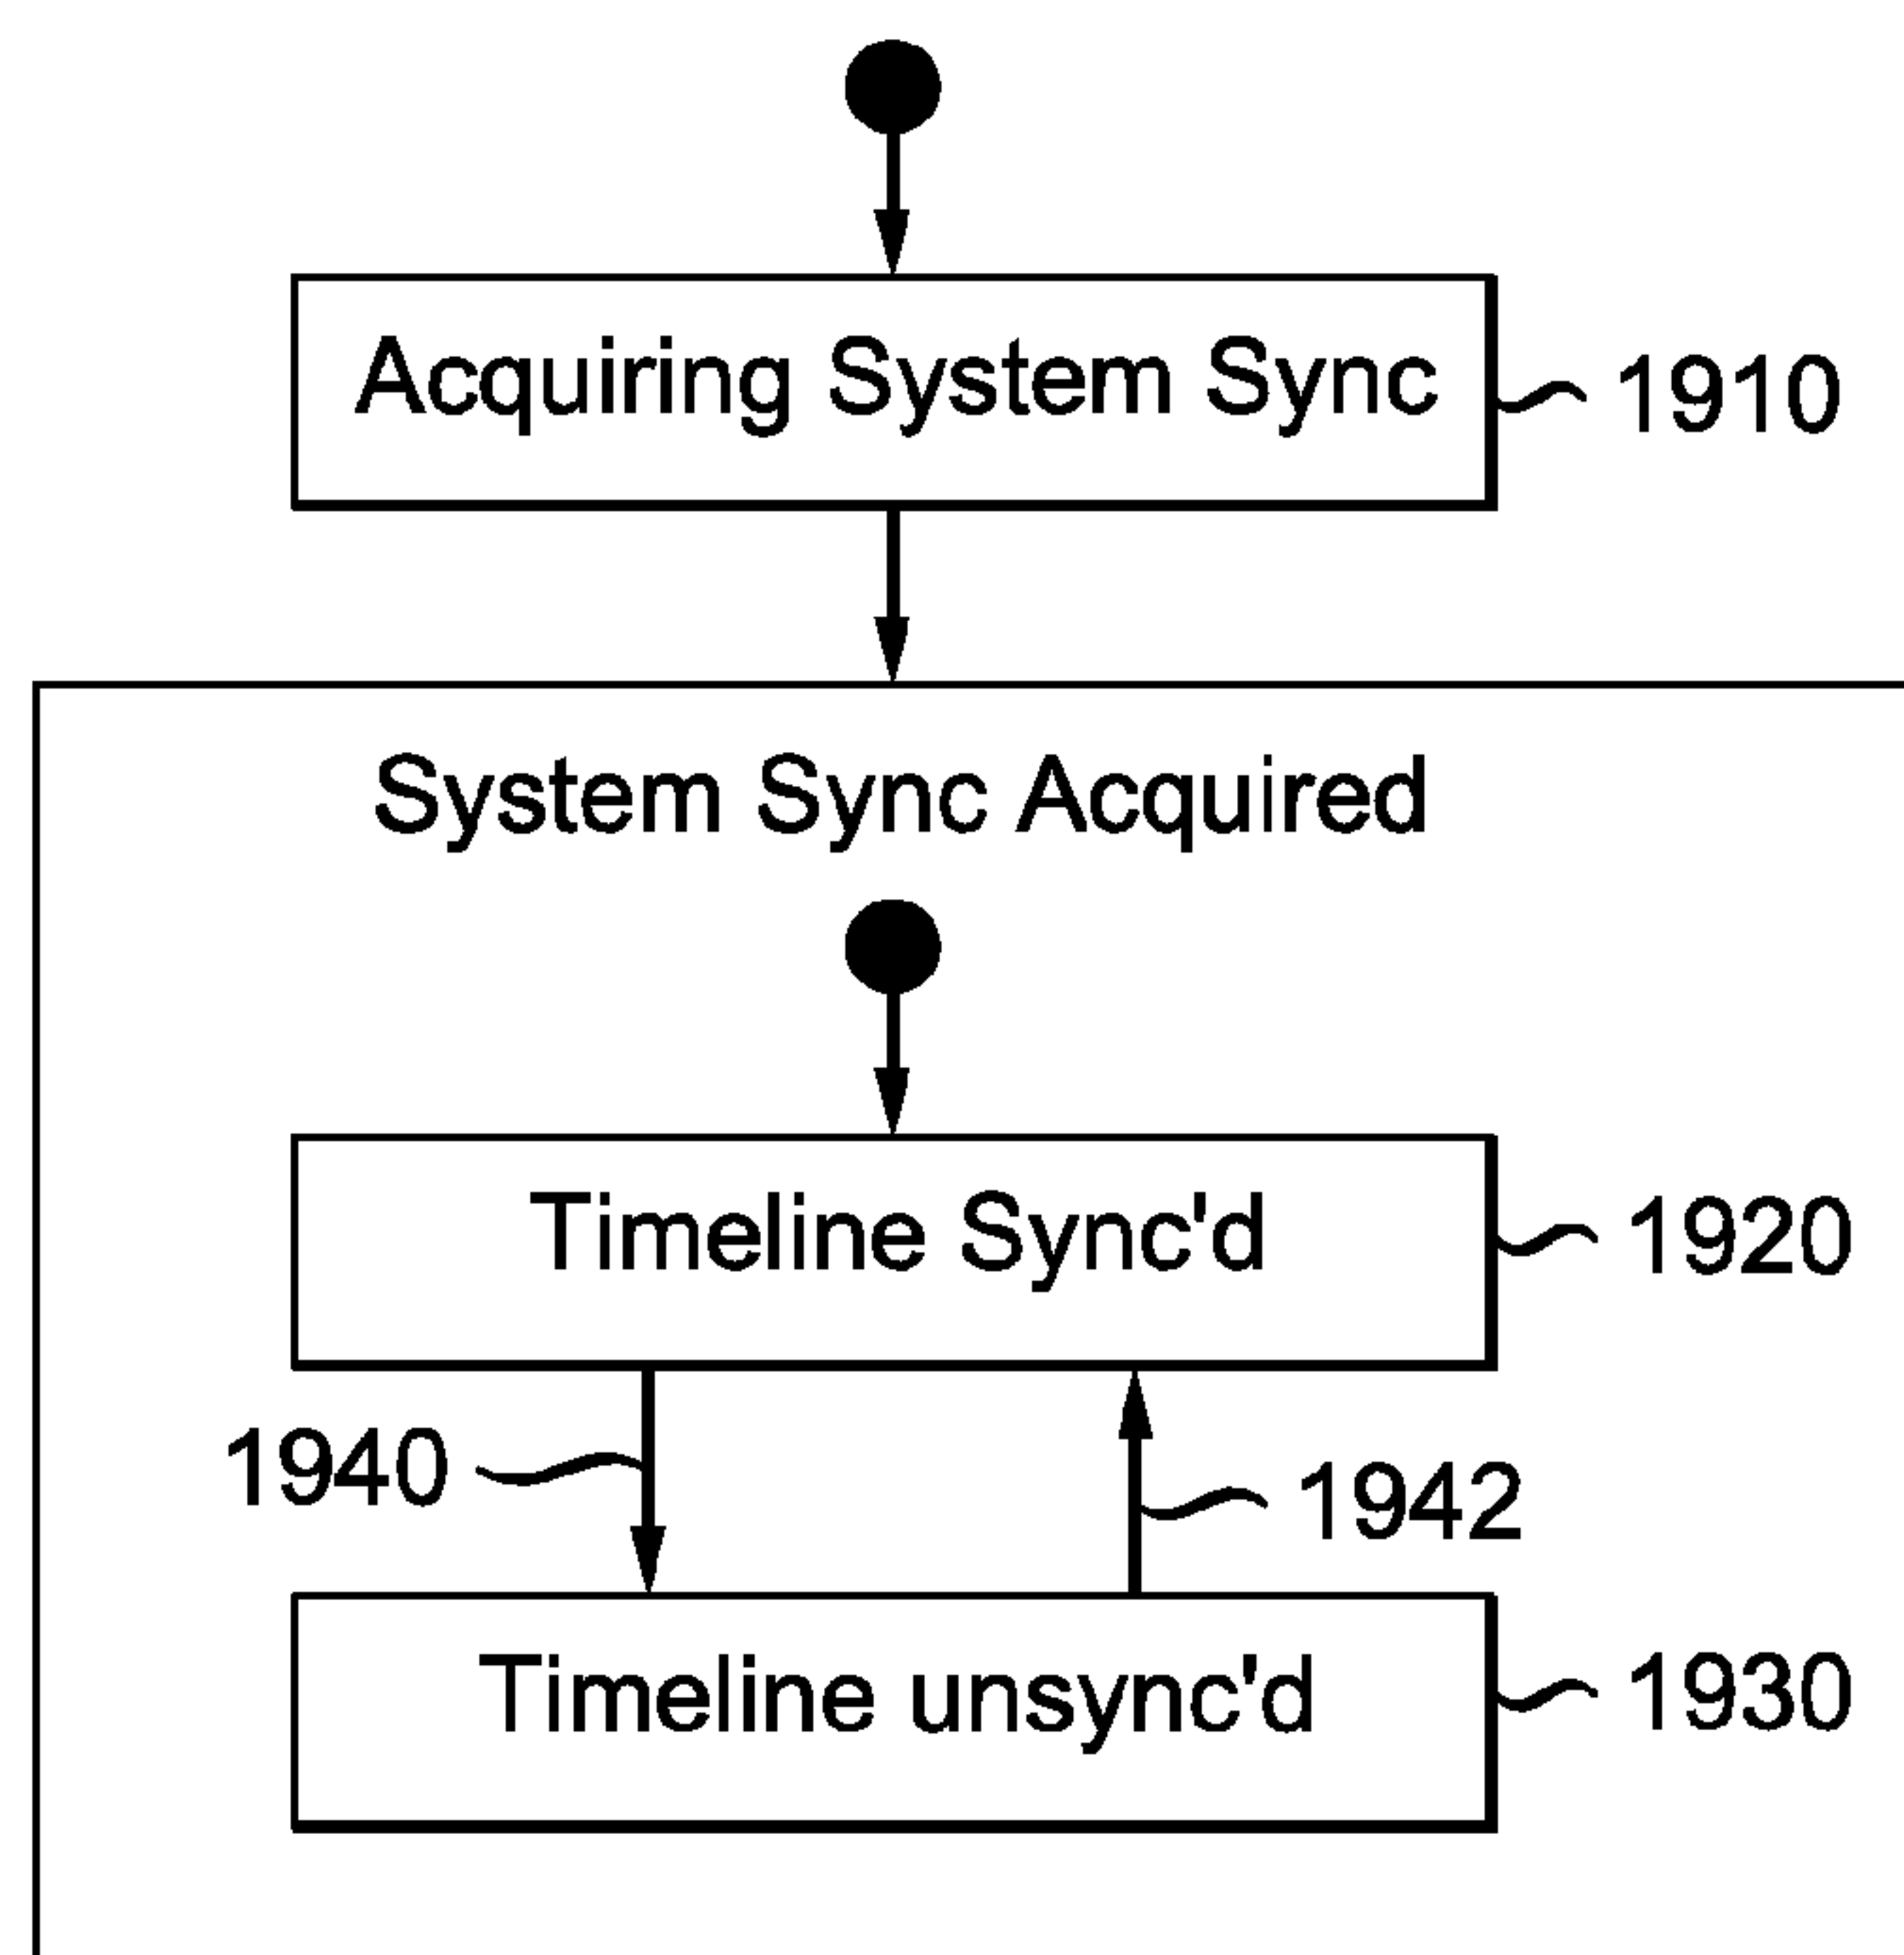 Acquiring System Sync
1910
System Sync Acquired
Timeline Sync'd
1920
1940
1942
Timeline unsync'd
1930